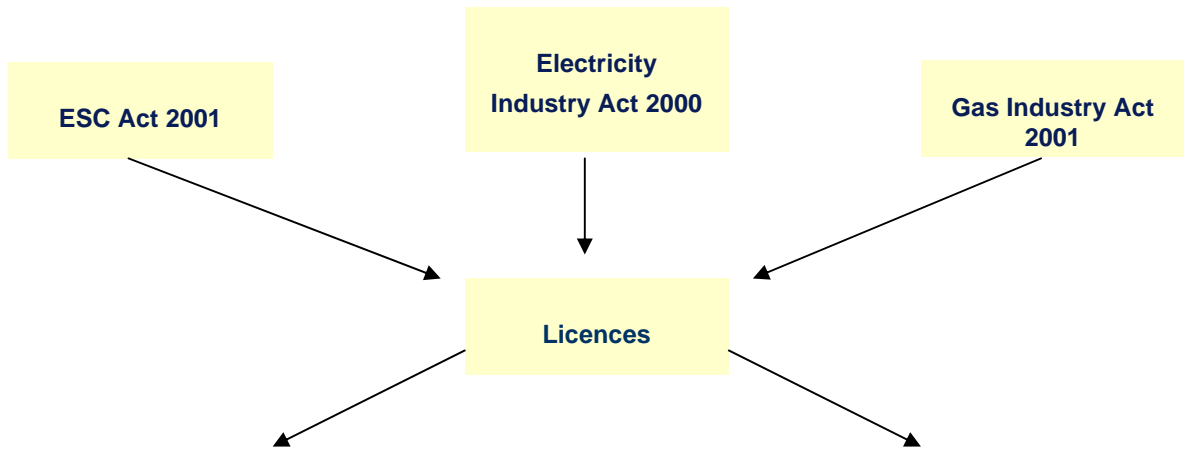 ESC Act 2001
Electricity
Industry Act 2000
Gas Industry Act
2001
Licences